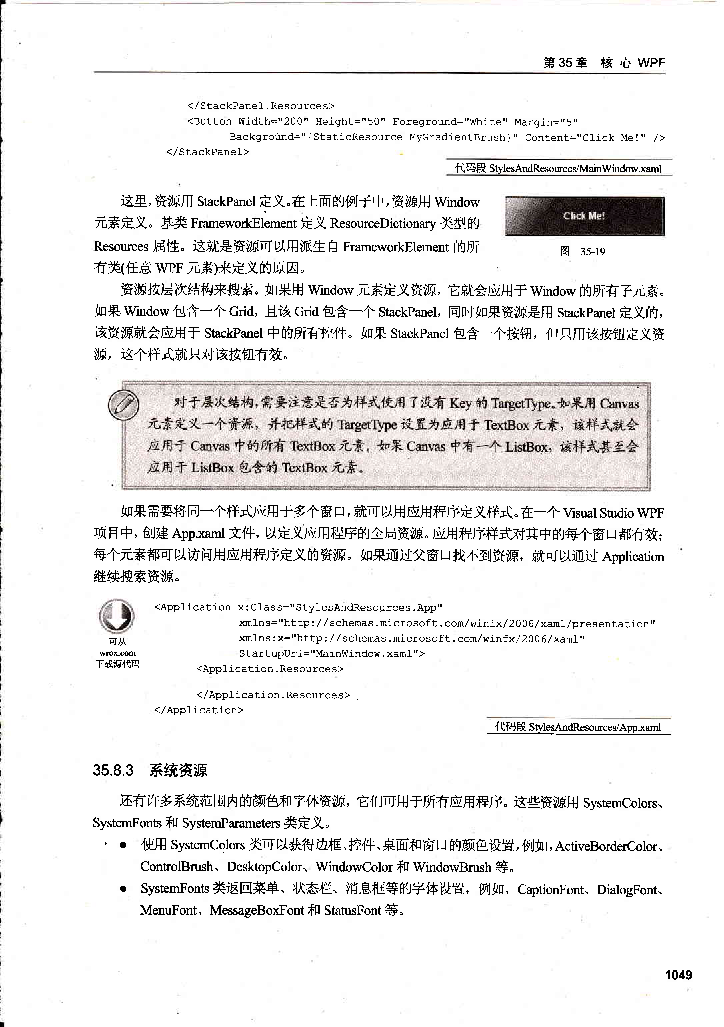 第35章 核 心 WPF
</StackPanel.Resources>
<Button Width="200" Height="50" Foreground="White" Margin="5"
Background="{StaticResource MyGradientBrush}" Content="Click Me!" />
</StackPanel>
代码段 StylesAndResources/MainWindow.xaml
这里，资源用 StackPanel 定义。在上面的例子中，资源用 Window
元素定义。基类 FrameworkElement 定义 ResourceDictionary 类型的
Resources 属性。这就是资源可以用派生自 FrameworkElement 的所
有类(任意 WPF 元素)来定义的原因。
Click Me!
图 35-19
资源按层次结构来搜索。如果用 Window 元素定义资源，它就会应用于 Window 的所有子元素。
如果 Window 包含一个 Grid，且该 Grid 包含一个 StackPanel，同时如果资源是用 StackPanel 定义的，
该资源就会应用于 StackPanel 中的所有控件。如果 StackPanel 包含一个按钮，但只用该按钮定义资
源，这个样式就只对该按钮有效。
对于层次结构，需要注意是否为样式使用了没有 Key 的 TargetType。如果用 Canvas
元素定义一个资源，并把样式的 TargetType 设置为应用于 TextBox 元素，该样式就会
应用于 Canvas 中的所有 TextBox 元素，如果 Canvas 中有一个 ListBox，该样式甚至会
应用于 ListBox 包含的 TextBox 元素。
如果需要将同一个样式应用于多个窗口，就可以用应用程序定义样式。在一个 Visual Studio WPF
项目中，创建 App.xaml 文件，以定义应用程序的全局资源。应用程序样式对其中的每个窗口都有效；
每个元素都可以访问用应用程序定义的资源。如果通过父窗口找不到资源，就可以通过 Application
继续搜索资源。
可从
wrox.com
下载源代码
<Application x:Class="StylesAndResources.App"
xmlns="http://schemas.microsoft.com/winfx/2006/xaml/presentation"
xmlns:x="http://schemas.microsoft.com/winfx/2006/xaml"
StartupUri="MainWindow.xaml">
<Application.Resources>
</Application.Resources>
</Application>
代码段 StylesAndResources/App.xaml
35.8.3 系统资源
还有许多系统范围内的颜色和字体资源，它们可用于所有应用程序。这些资源用 SystemColors、
SystemFonts 和 SystemParameters 类定义。
● 使用 SystemColors 类可以获得边框、控件、桌面和窗口的颜色设置，例如，ActiveBorderColor、
ControlBrush、DesktopColor、WindowColor 和 WindowBrush 等。
● SystemFonts 类返回菜单、状态栏、消息框等的字体设置，例如，CaptionFont、DialogFont、
MenuFont、MessageBoxFont 和 StatusFont 等。
1049